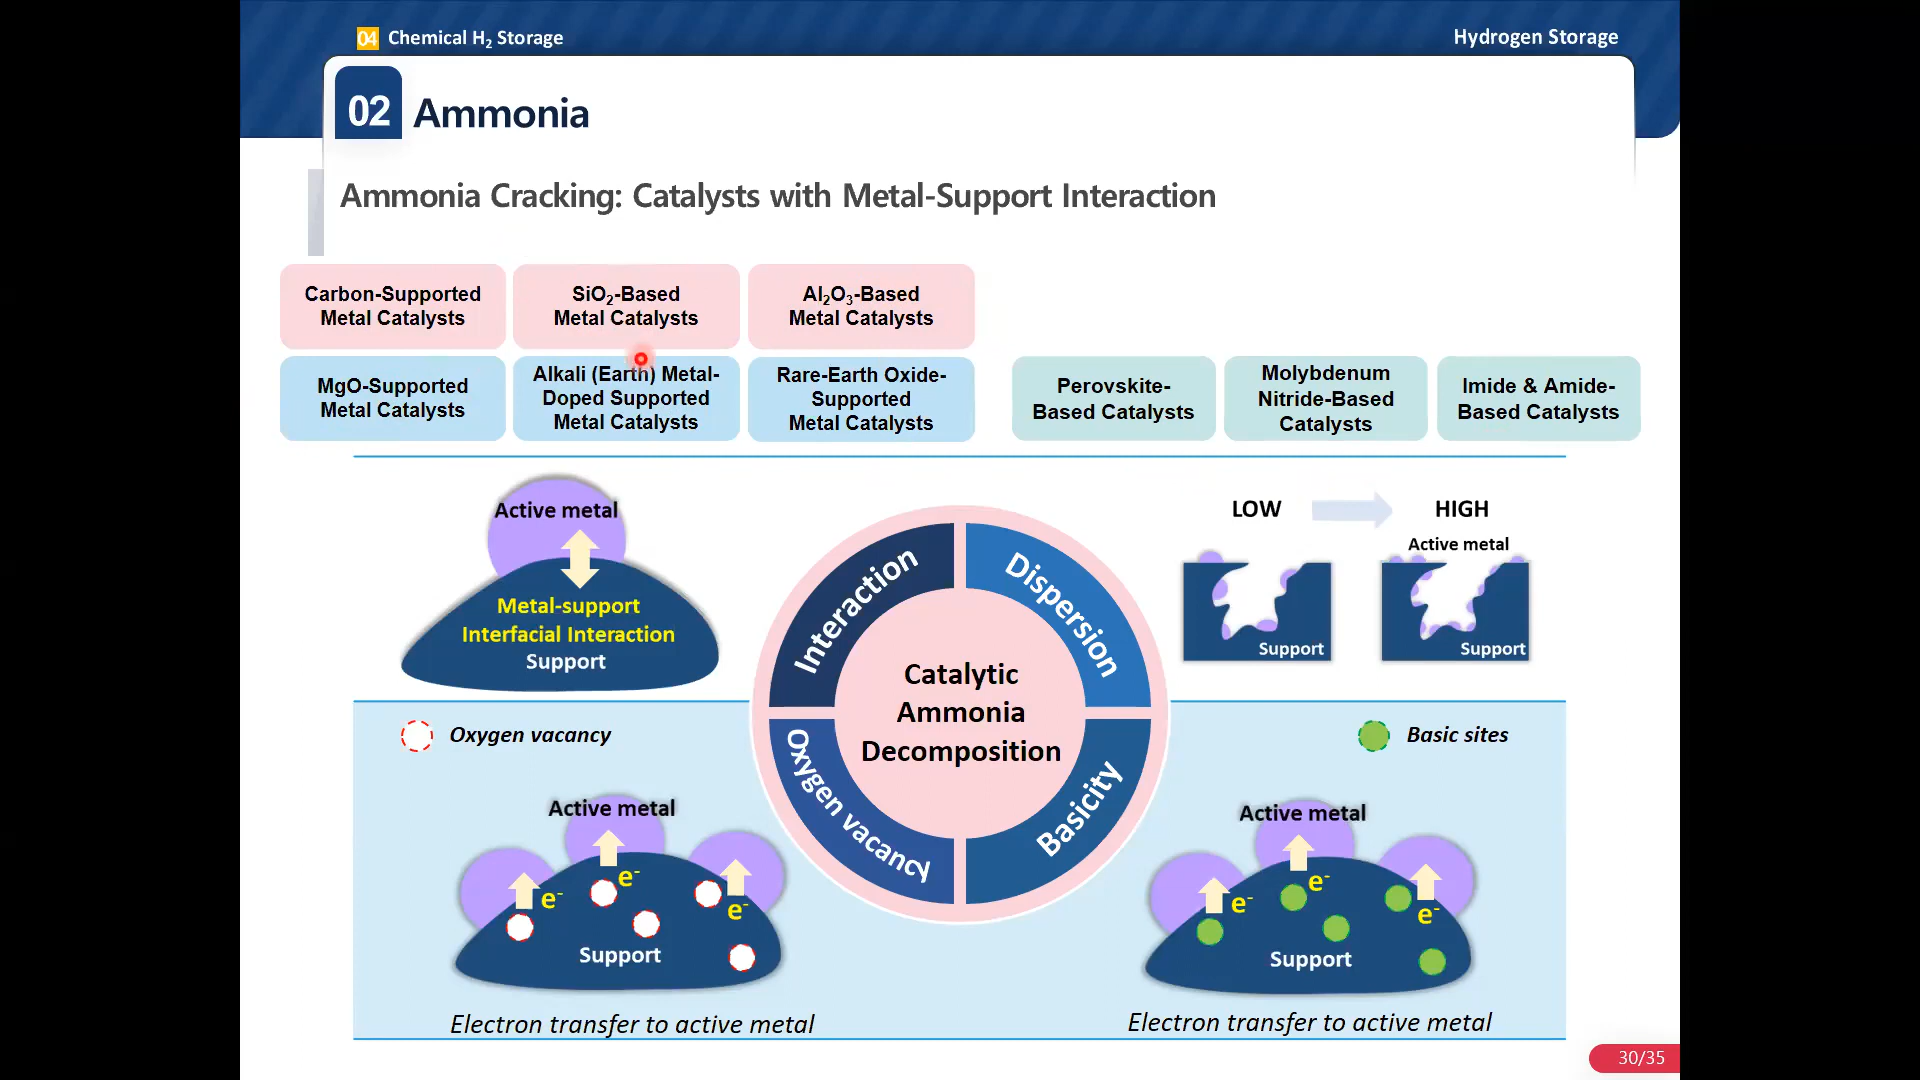 04 Chemical H₂ Storage
Hydrogen Storage
02 Ammonia
Ammonia Cracking: Catalysts with Metal-Support Interaction
Carbon-Supported
Metal Catalysts
SiO₂-Based
Metal Catalysts
Al₂O₃-Based
Metal Catalysts
MgO-Supported
Metal Catalysts
Alkali (Earth) Metal-
Doped Supported
Metal Catalysts
Rare-Earth Oxide-
Supported
Metal Catalysts
Perovskite-
Based Catalysts
Molybdenum
Nitride-Based
Catalysts
Imide & Amide-
Based Catalysts
Active metal
Metal-support
Interfacial Interaction
Support
Interaction
Dispersion
Oxygen vacancy
Basicity
Catalytic
Ammonia
Decomposition
LOW
HIGH
Active metal
Support
Support
Oxygen vacancy
Active metal
e⁻
e⁻
e⁻
Support
Electron transfer to active metal
Basic sites
Active metal
e⁻
e⁻
e⁻
Support
Electron transfer to active metal
30/35